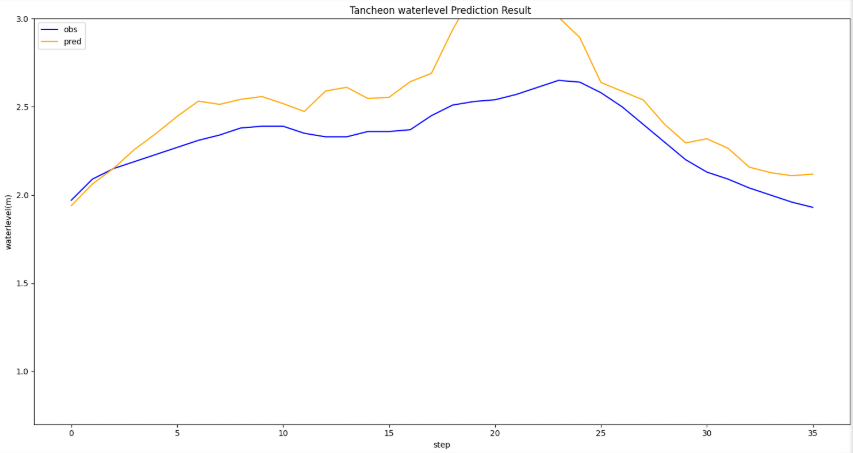 Tancheon waterlevel Prediction Result
obs
pred
3.0
2.5
2.0
1.5
1.0
waterlevel(m)
0 5 10 15 20 25 30 35
step